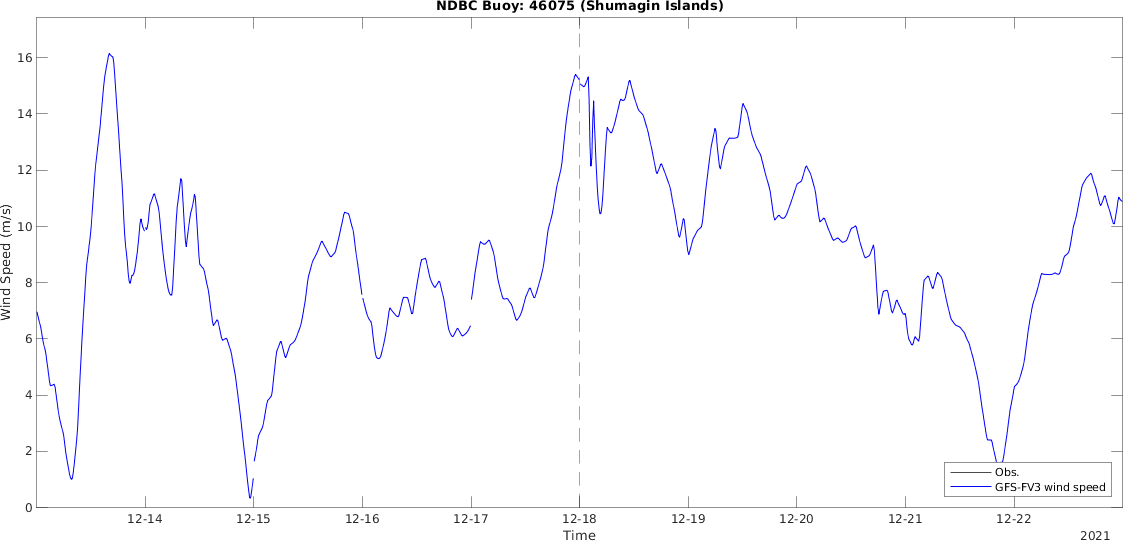 NDBC Buoy: 46075 (Shumagin Islands)
16
14
12
10
8
6
4
2
0
Wind Speed (m/s)
Obs.
GFS-FV3 wind speed
12-14 12-15 12-16 12-17 12-18 12-19 12-20 12-21 12-22
Time
2021